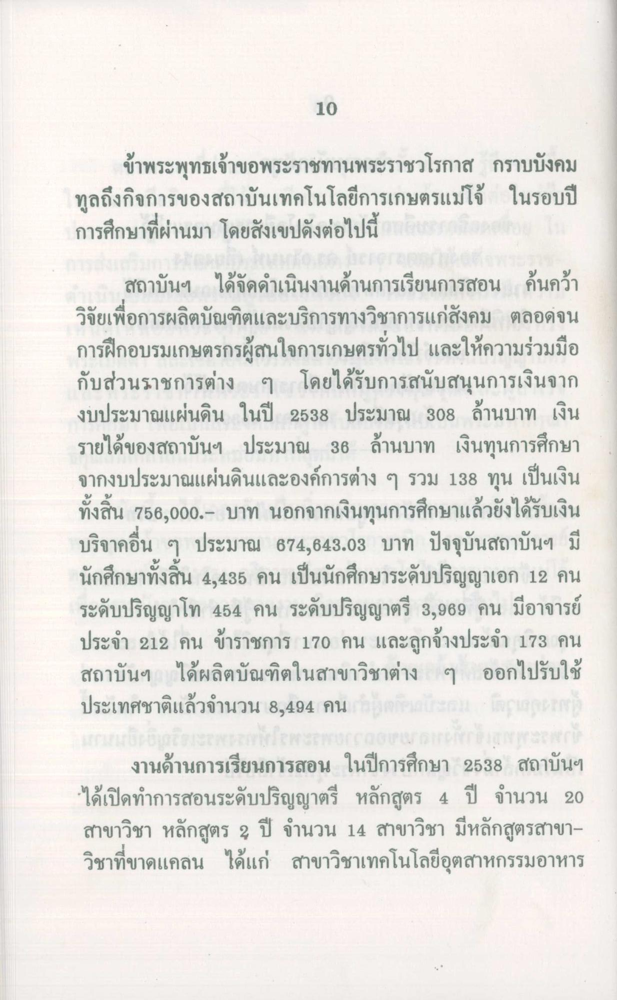 10
ข้าพระพุทธเจ้าขอพระราชทานพระราชวโรกาส กราบบังคม
ทูลถึงกิจการของสถาบันเทคโนโลยีการเกษตรแม่โจ้ ในรอบปี
การศึกษาที่ผ่านมา โดยสังเขปดังต่อไปนี้
สถาบันฯ ได้จัดดำเนินงานด้านการเรียนการสอน ค้นคว้า
วิจัยเพื่อการผลิตบัณฑิตและบริการทางวิชาการแก่สังคม ตลอดจน
การฝึกอบรมเกษตรกรผู้สนใจการเกษตรทั่วไป และให้ความร่วมมือ
กับส่วนราชการต่าง ๆ โดยได้รับการสนับสนุนการเงินจาก
งบประมาณแผ่นดิน ในปี 2538 ประมาณ 308 ล้านบาท เงิน
รายได้ของสถาบันฯ ประมาณ 36 ล้านบาท เงินทุนการศึกษา
จากงบประมาณแผ่นดินและองค์การต่าง ๆ รวม 138 ทุน เป็นเงิน
ทั้งสิ้น 756,000.- บาท นอกจากเงินทุนการศึกษาแล้วยังได้รับเงิน
บริจาคอื่น ๆ ประมาณ 674,643.03 บาท ปัจจุบันสถาบันฯ มี
นักศึกษาทั้งสิ้น 4,435 คน เป็นนักศึกษาระดับปริญญาเอก 12 คน
ระดับปริญญาโท 454 คน ระดับปริญญาตรี 3,969 คน มีอาจารย์
ประจำ 212 คน ข้าราชการ 170 คน และลูกจ้างประจำ 173 คน
สถาบันฯ ได้ผลิตบัณฑิตในสาขาวิชาต่าง ๆ ออกไปรับใช้
ประเทศชาติแล้วจำนวน 8,494 คน
งานด้านการเรียนการสอน ในปีการศึกษา 2538 สถาบันฯ
ได้เปิดทำการสอนระดับปริญญาตรี หลักสูตร 4 ปี จำนวน 20
สาขาวิชา หลักสูตร 2 ปี จำนวน 14 สาขาวิชา มีหลักสูตรสาขา-
วิชาที่ขาดแคลน ได้แก่ สาขาวิชาเทคโนโลยีอุตสาหกรรมอาหาร